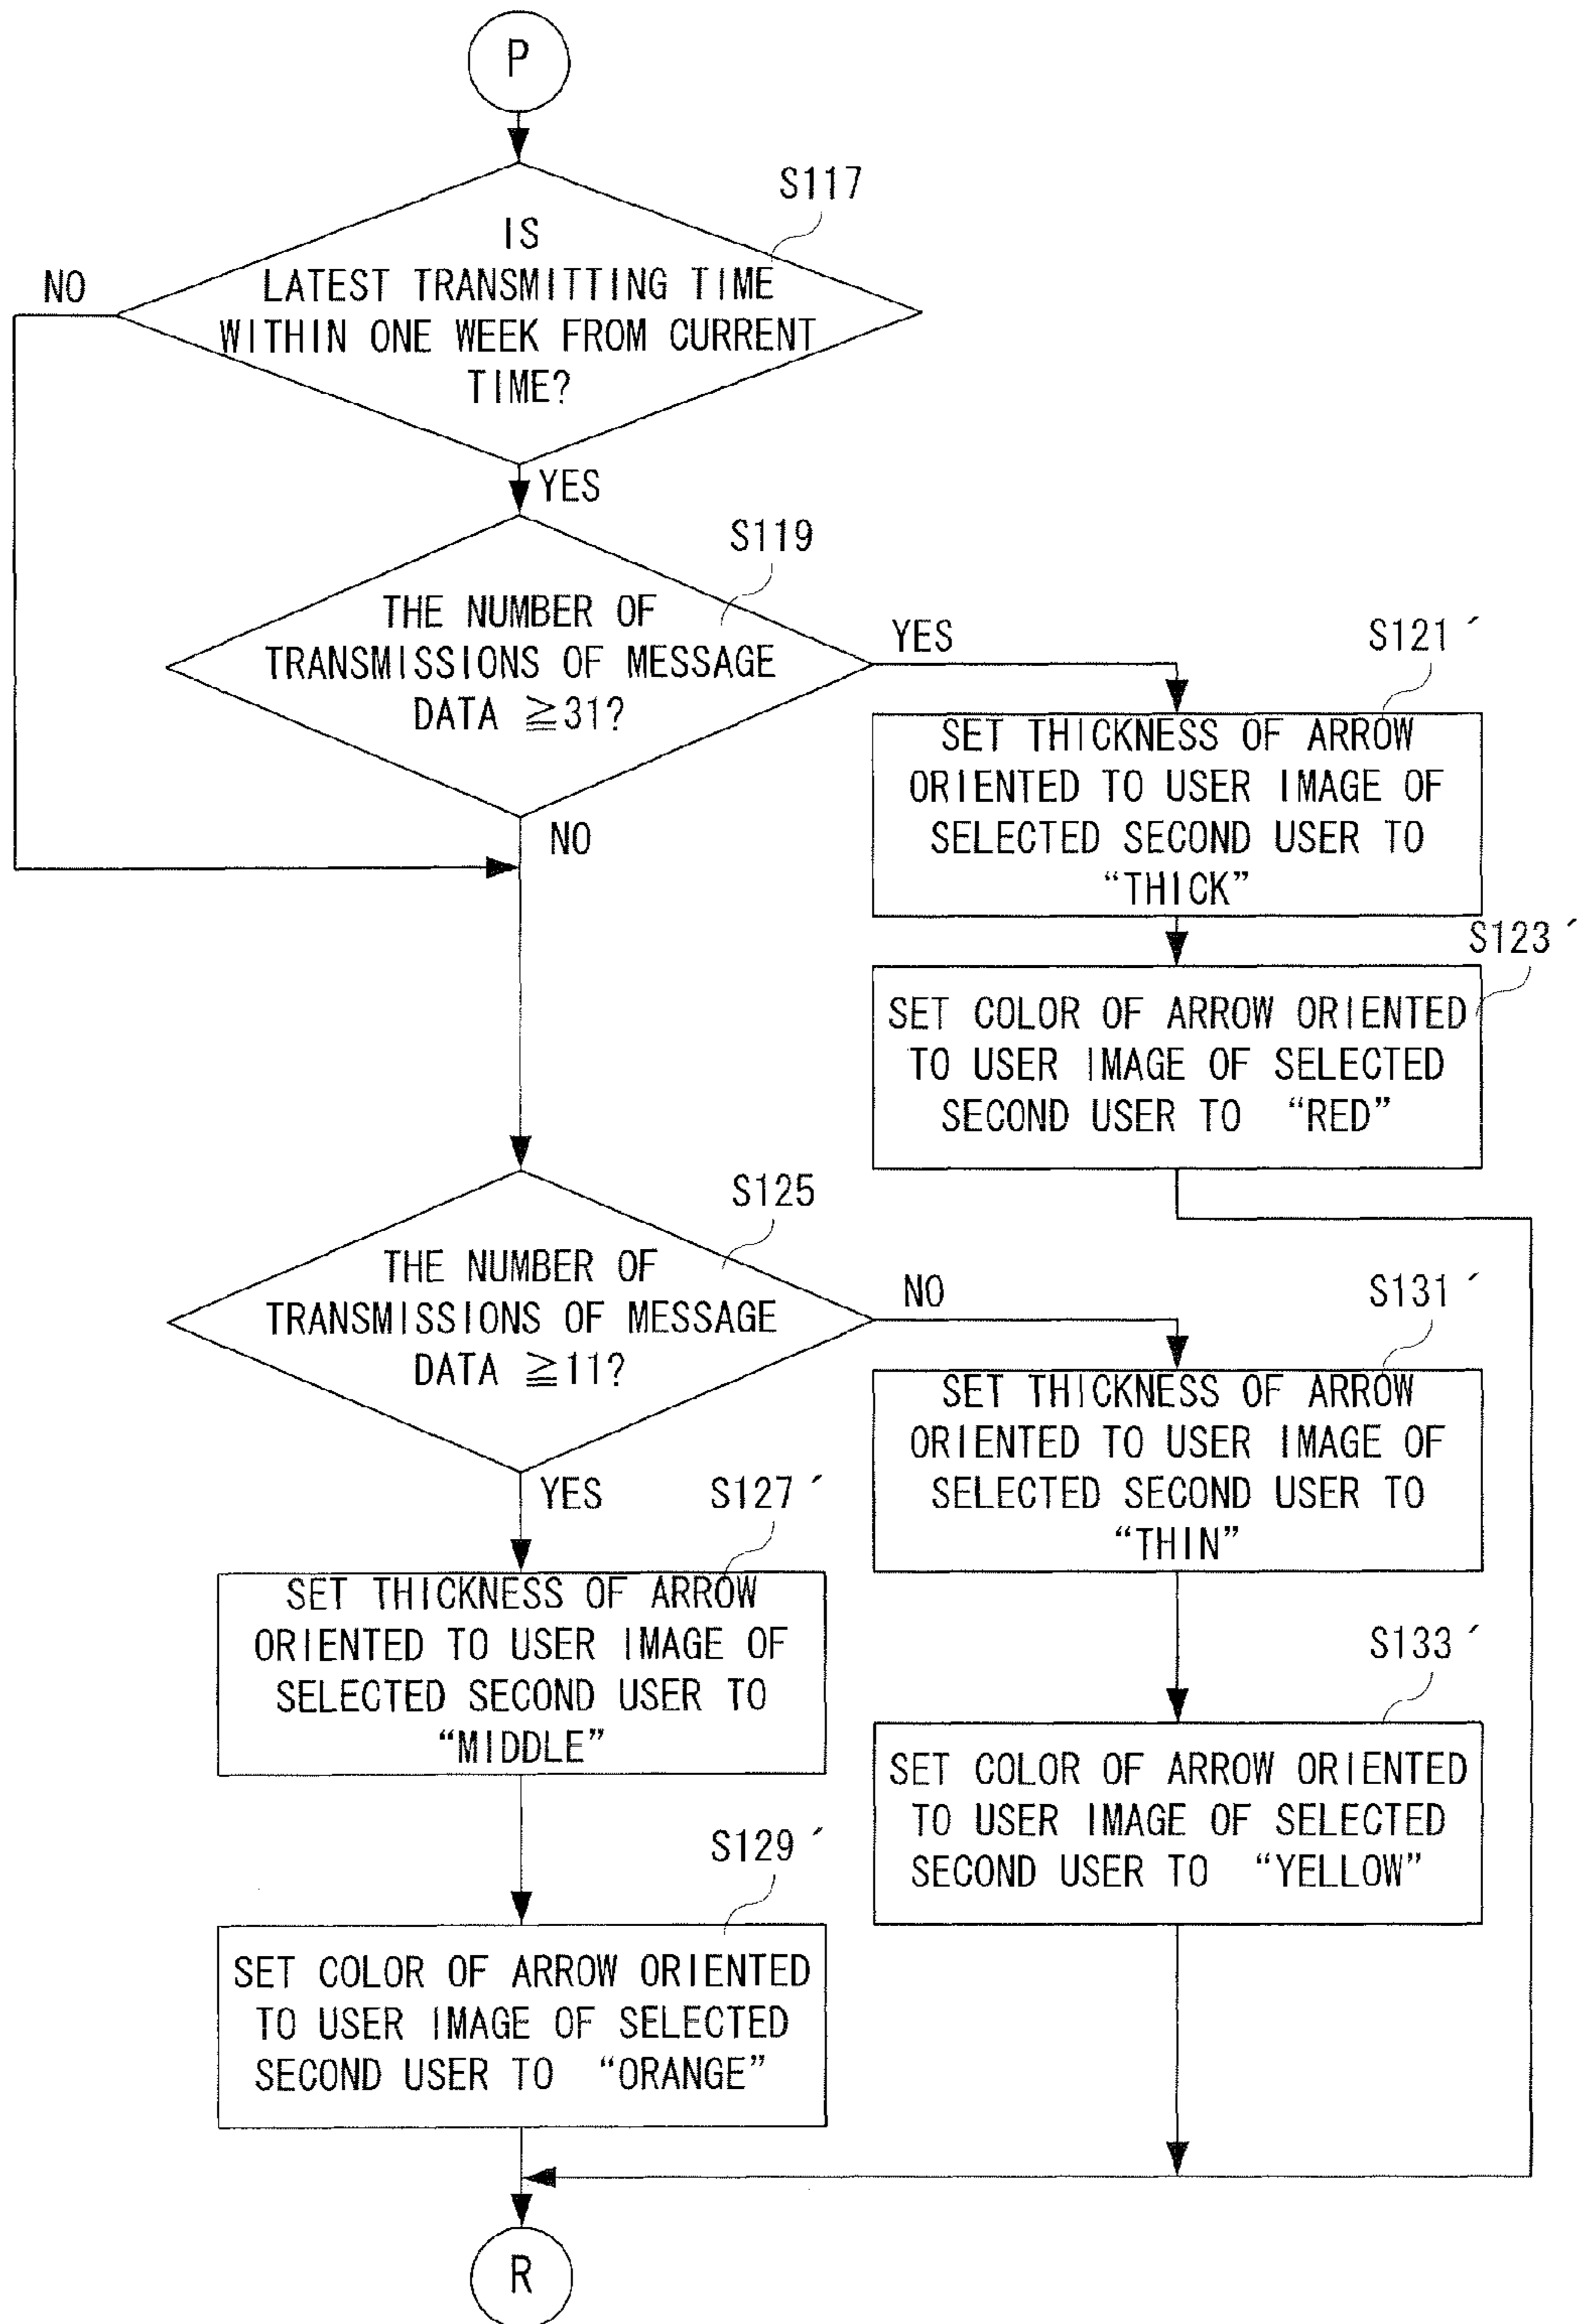 P
S117
IS
LATEST TRANSMITTING TIME
WITHIN ONE WEEK FROM CURRENT
TIME?
NO
YES
S119
THE NUMBER OF
TRANSMISSIONS OF MESSAGE
DATA ≧31?
YES
NO
S121´
SET THICKNESS OF ARROW
ORIENTED TO USER IMAGE OF
SELECTED SECOND USER TO
“THICK”
S123´
SET COLOR OF ARROW ORIENTED
TO USER IMAGE OF SELECTED
SECOND USER TO “RED”
S125
THE NUMBER OF
TRANSMISSIONS OF MESSAGE
DATA ≧11?
NO
YES
S131´
SET THICKNESS OF ARROW
ORIENTED TO USER IMAGE OF
SELECTED SECOND USER TO
“THIN”
S127´
SET THICKNESS OF ARROW
ORIENTED TO USER IMAGE OF
SELECTED SECOND USER TO
“MIDDLE”
S133´
SET COLOR OF ARROW ORIENTED
TO USER IMAGE OF SELECTED
SECOND USER TO “YELLOW”
S129´
SET COLOR OF ARROW ORIENTED
TO USER IMAGE OF SELECTED
SECOND USER TO “ORANGE”
R